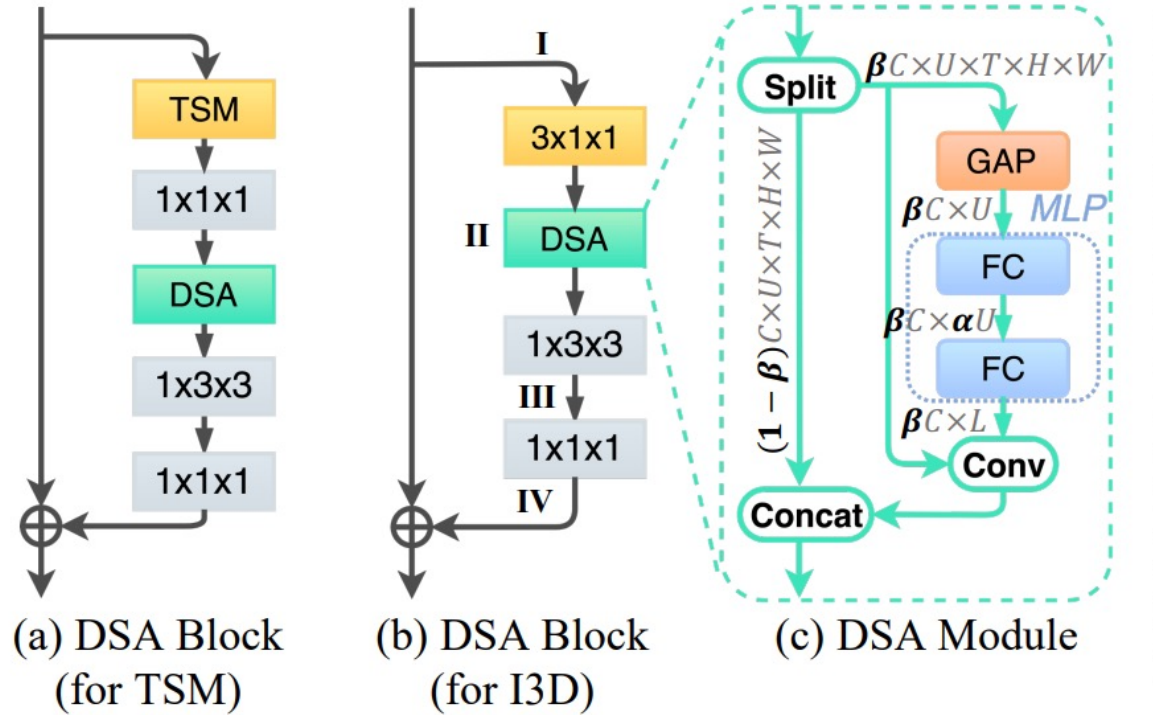 TSM
1x1x1
DSA
1x3x3
1x1x1
(a) DSA Block
(for TSM)
I
3x1x1
II
DSA
1x3x3
III
1x1x1
IV
(b) DSA Block
(for I3D)
Split
βC×U×T×H×W
(1 − β)C×U×T×H×W
GAP
βC×U
MLP
FC
βC×αU
FC
βC×L
Conv
Concat
(c) DSA Module